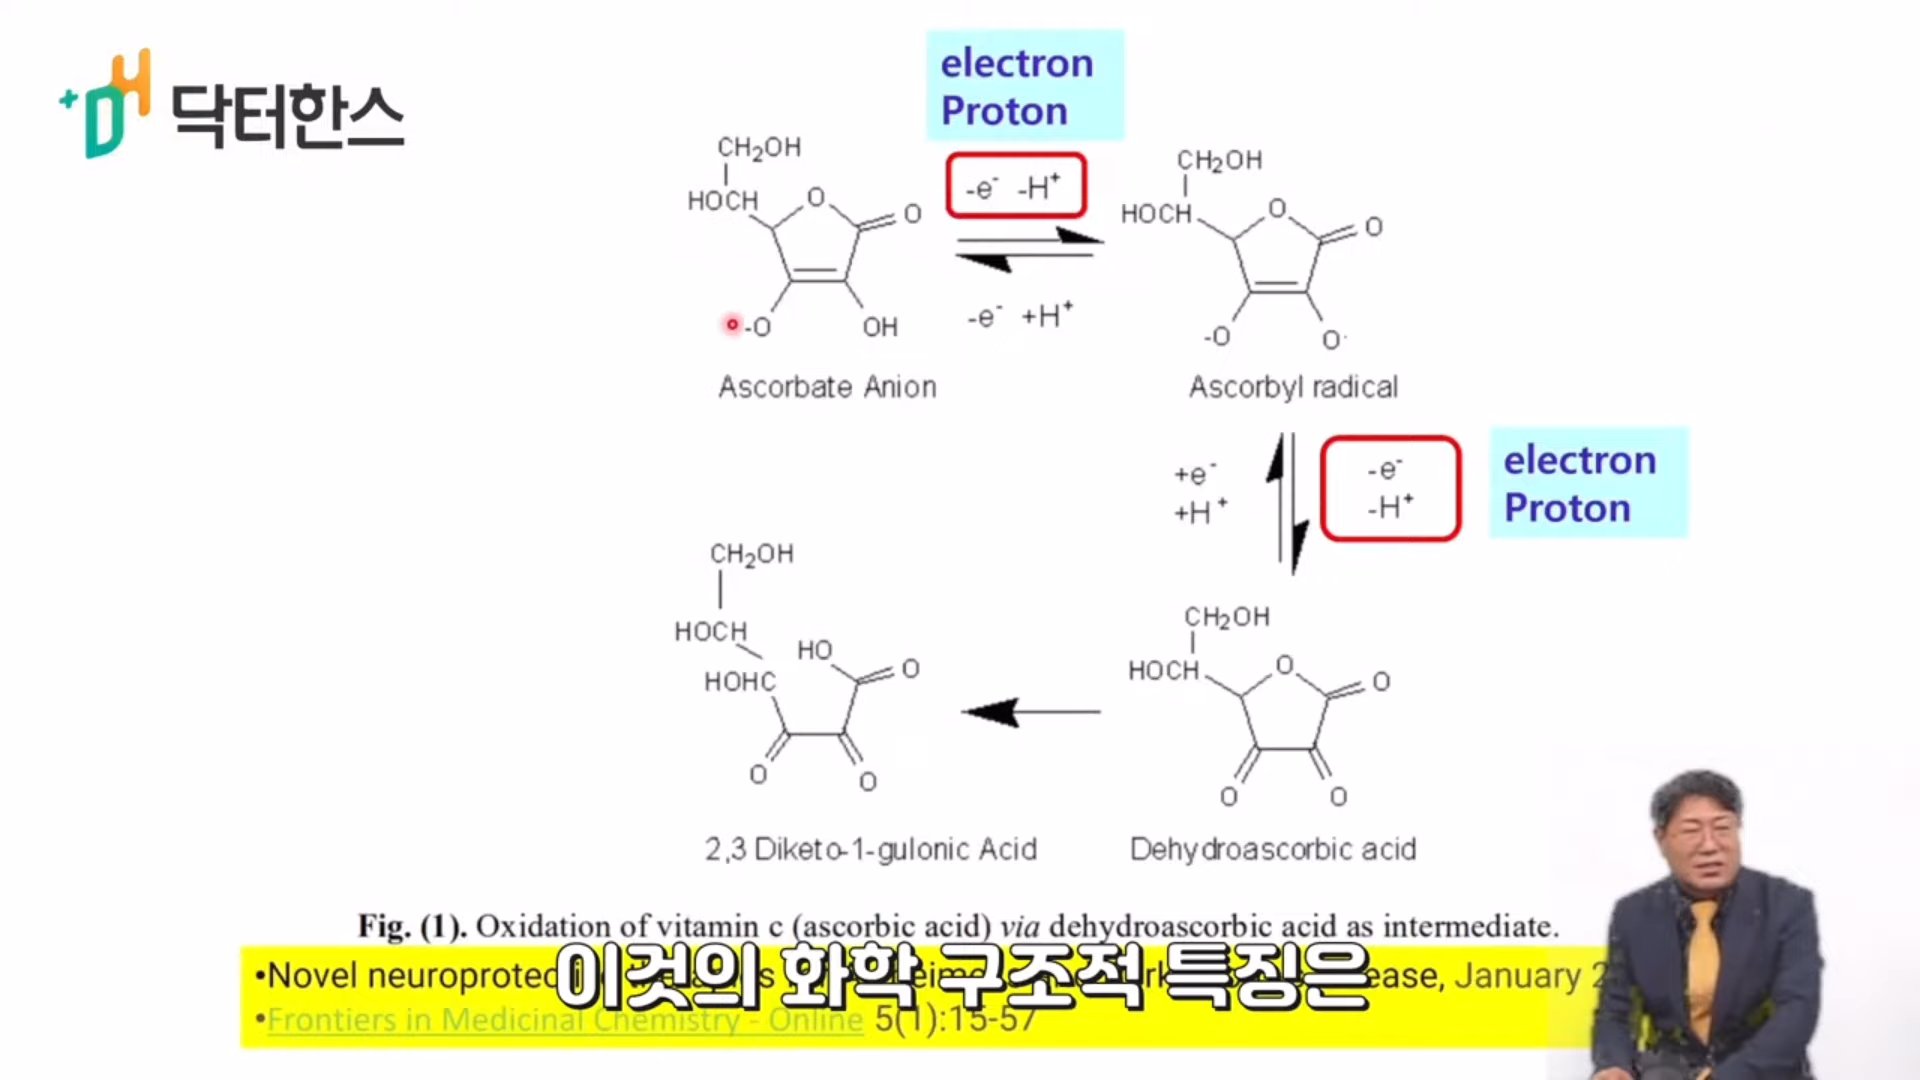 닥터한스
electron
Proton
CH₂OH
HOCH
O
O
-O
OH
-e⁻ -H⁺
-e⁻ +H⁺
CH₂OH
HOCH
O
O
-O
O·
Ascorbate Anion
Ascorbyl radical
+e⁻
+H⁺
-e⁻
-H⁺
electron
Proton
CH₂OH
HOCH
HO
O
HOHC
O
O
CH₂OH
HOCH
O
O
O
O
2,3 Diketo-1-gulonic Acid
Dehydroascorbic acid
Fig. (1). Oxidation of vitamin c (ascorbic acid) via dehydroascorbic acid as intermediate.
이것의 화학 구조적 특징은
•Novel ease, January
•Frontiers in Medicinal Chemistry - Online 5(1):15-57